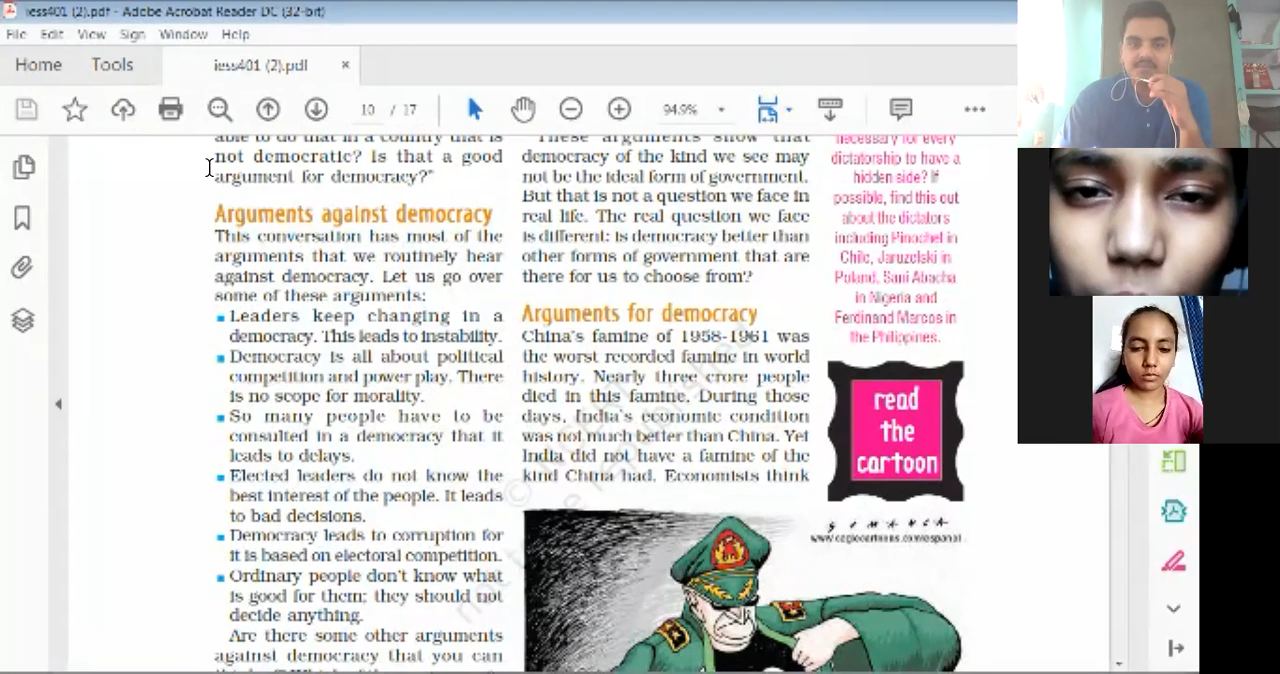 iess401 (2).pdf - Adobe Acrobat Reader DC (32-bit)
File Edit View Sign Window Help
Home Tools iess401 (2).pdf ×
10 / 17 94.9%
able to do that in a country that is
not democratic? Is that a good
argument for democracy?"
Arguments against democracy
This conversation has most of the
arguments that we routinely hear
against democracy. Let us go over
some of these arguments:
Leaders keep changing in a
democracy. This leads to instability.
Democracy is all about political
competition and power play. There
is no scope for morality.
So many people have to be
consulted in a democracy that it
leads to delays.
Elected leaders do not know the
best interest of the people. It leads
to bad decisions.
Democracy leads to corruption for
it is based on electoral competition.
Ordinary people don't know what
is good for them; they should not
decide anything.
Are there some other arguments
against democracy that you can
These arguments show that
democracy of the kind we see may
not be the ideal form of government.
But that is not a question we face in
real life. The real question we face
is different: is democracy better than
other forms of government that are
there for us to choose from?
Arguments for democracy
China's famine of 1958-1961 was
the worst recorded famine in world
history. Nearly three crore people
died in this famine. During those
days, India's economic condition
was not much better than China. Yet
India did not have a famine of the
kind China had. Economists think
necessary for every
dictatorship to have a
hidden side? If
possible, find this out
about the dictators
including Pinochet in
Chile, Jaruzelski in
Poland, Sani Abacha
in Nigeria and
Ferdinand Marcos in
the Philippines.
read
the
cartoon
SIMANCA
www.caglecartoons.com/espanol